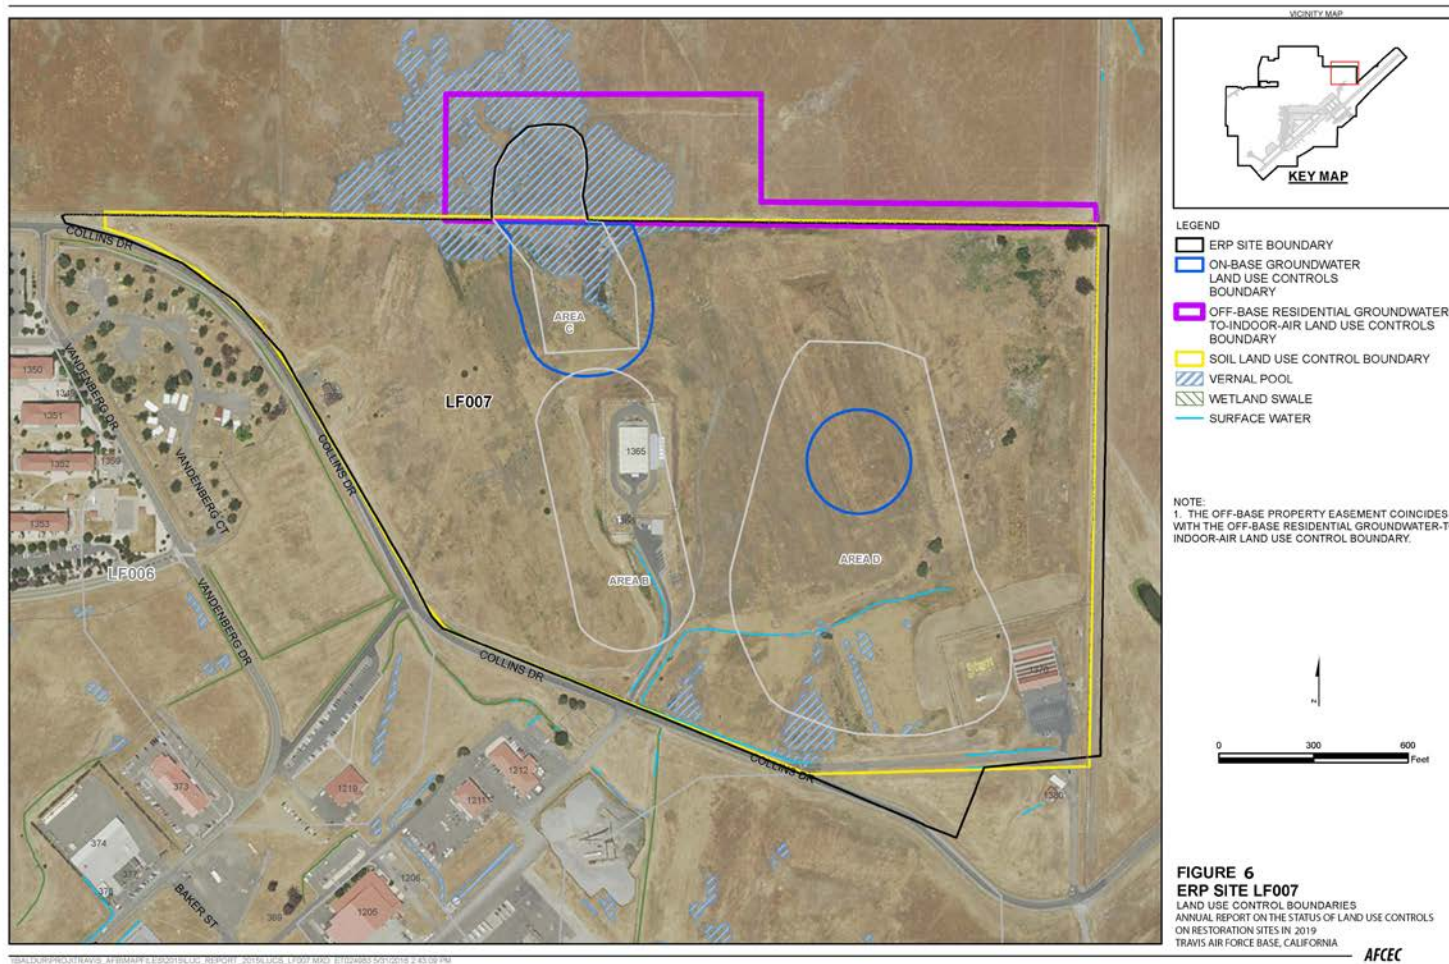 VICINITY MAP
KEY MAP
LEGEND
ERP SITE BOUNDARY
ON-BASE GROUNDWATER
LAND USE CONTROLS
BOUNDARY
OFF-BASE RESIDENTIAL GROUNDWATER
TO-INDOOR-AIR LAND USE CONTROLS
BOUNDARY
SOIL LAND USE CONTROL BOUNDARY
VERNAL POOL
WETLAND SWALE
SURFACE WATER
NOTE:
1. THE OFF-BASE PROPERTY EASEMENT COINCIDES
WITH THE OFF-BASE RESIDENTIAL GROUNDWATER-T
INDOOR-AIR LAND USE CONTROL BOUNDARY.
N
0 300 600
Feet
FIGURE 6
ERP SITE LF007
LAND USE CONTROL BOUNDARIES
ANNUAL REPORT ON THE STATUS OF LAND USE CONTROLS
ON RESTORATION SITES IN 2019
TRAVIS AIR FORCE BASE, CALIFORNIA
AFCEC
COLLINS DR
AREA
C
LF007
1365
AREA B
AREA D
1350
1351
1352
1359
1353
VANDENBERG DR
VANDENBERG CT
COLLINS DR
LF006
VANDENBERG DR
COLLINS DR
COLLINS DR
1212
1211
1219
373
374
377
1206
1205
389
BAKER ST
1380